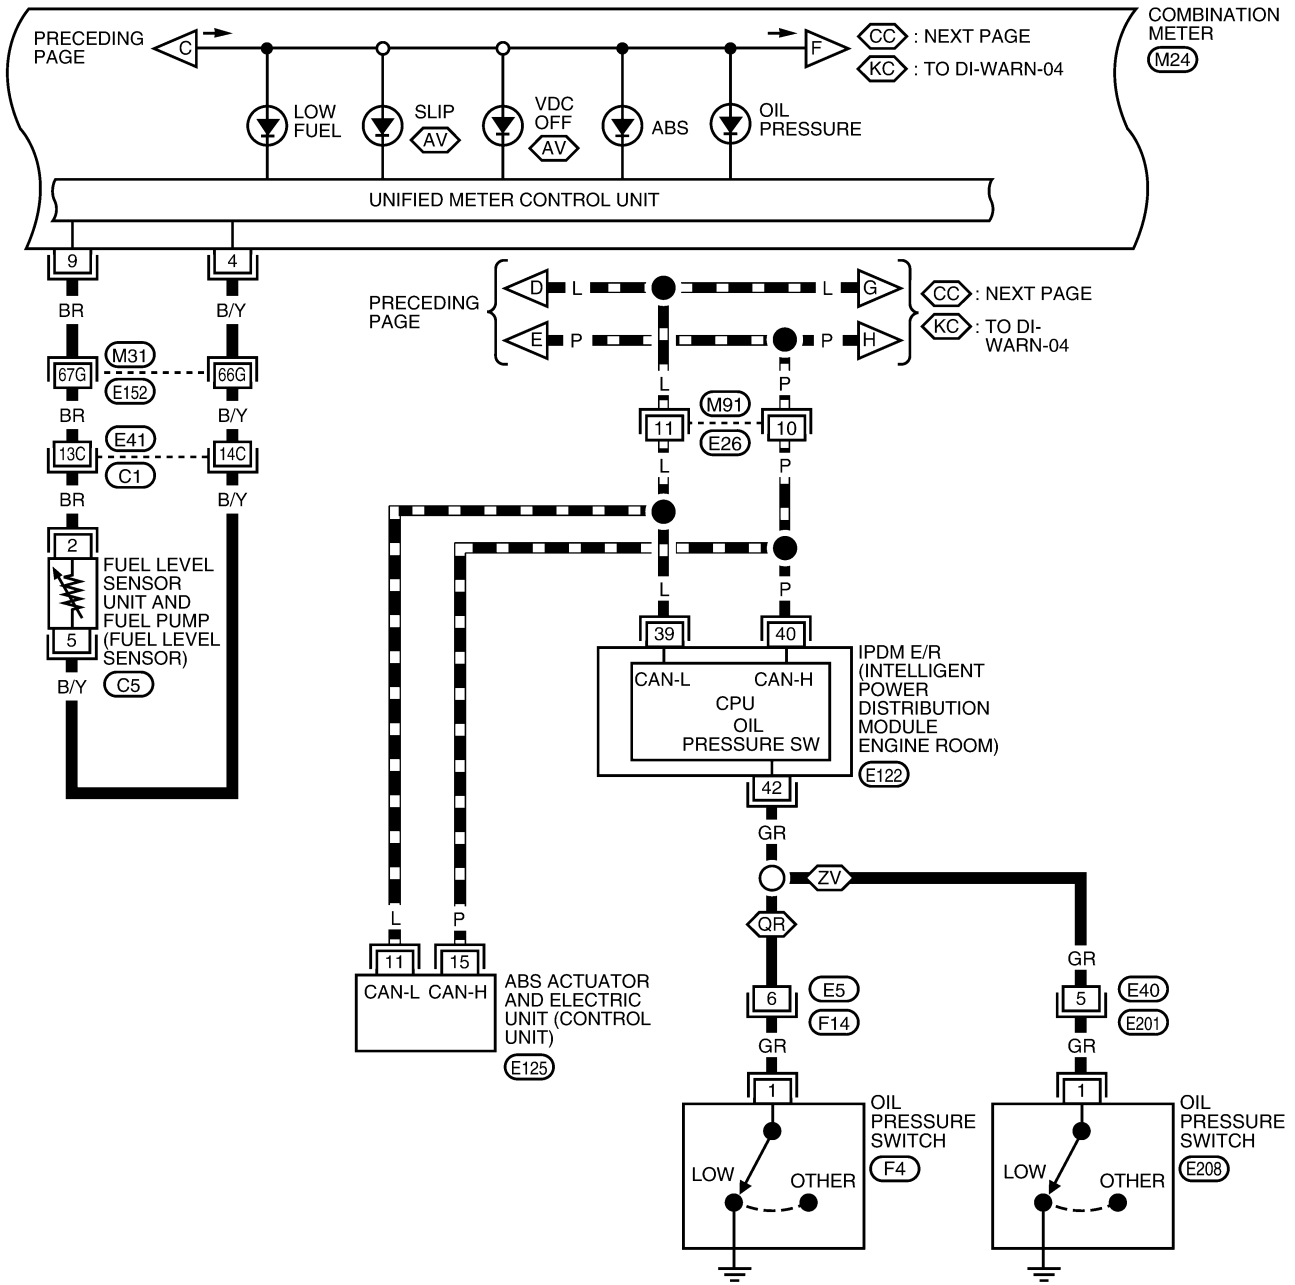 COMBINATION
METER
M24
PRECEDING
PAGE
C
F
CC : NEXT PAGE
KC : TO DI-WARN-04
LOW
FUEL
SLIP
AV
VDC
OFF
AV
ABS
OIL
PRESSURE
UNIFIED METER CONTROL UNIT
9
4
BR
B/Y
M31
67G
66G
E152
BR
B/Y
E41
13C
14C
C1
BR
B/Y
2
FUEL LEVEL
SENSOR
UNIT AND
FUEL PUMP
(FUEL LEVEL
SENSOR)
5
C5
B/Y
PRECEDING
PAGE
D
L
L
G
E
P
P
H
CC : NEXT PAGE
KC : TO DI-
WARN-04
L
P
M91
11
10
E26
L
P
L
P
39
40
CAN-L
CAN-H
CPU
OIL
PRESSURE SW
IPDM E/R
(INTELLIGENT
POWER
DISTRIBUTION
MODULE
ENGINE ROOM)
E122
42
GR
ZV
QR
L
P
11
15
CAN-L
CAN-H
ABS ACTUATOR
AND ELECTRIC
UNIT (CONTROL
UNIT)
E125
GR
6
E5
F14
5
E40
E201
GR
GR
1
1
OIL
PRESSURE
SWITCH
F4
LOW
OTHER
OIL
PRESSURE
SWITCH
E208
LOW
OTHER